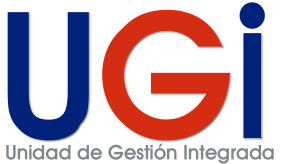 UGi
Unidad de Gestión Integrada